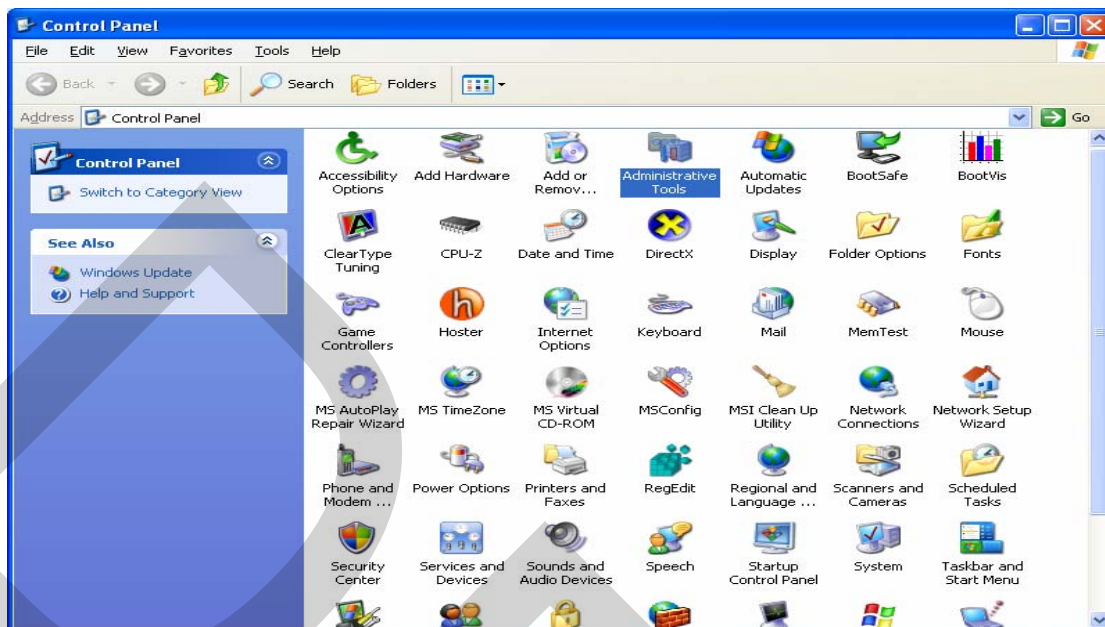 Control Panel
File Edit View Favorites Tools Help
Back Search Folders
Address Control Panel Go
Control Panel
Switch to Category View
See Also
Windows Update
Help and Support
Accessibility Options
Add Hardware
Add or Remov...
Administrative Tools
Automatic Updates
BootSafe
BootVis
ClearType Tuning
CPU-Z
Date and Time
DirectX
Display
Folder Options
Fonts
Game Controllers
Hoster
Internet Options
Keyboard
Mail
MemTest
Mouse
MS AutoPlay Repair Wizard
MS TimeZone
MS Virtual CD-ROM
MSConfig
MSI Clean Up Utility
Network Connections
Network Setup Wizard
Phone and Modem ...
Power Options
Printers and Faxes
RegEdit
Regional and Language ...
Scanners and Cameras
Scheduled Tasks
Security Center
Services and Devices
Sounds and Audio Devices
Speech
Startup Control Panel
System
Taskbar and Start Menu